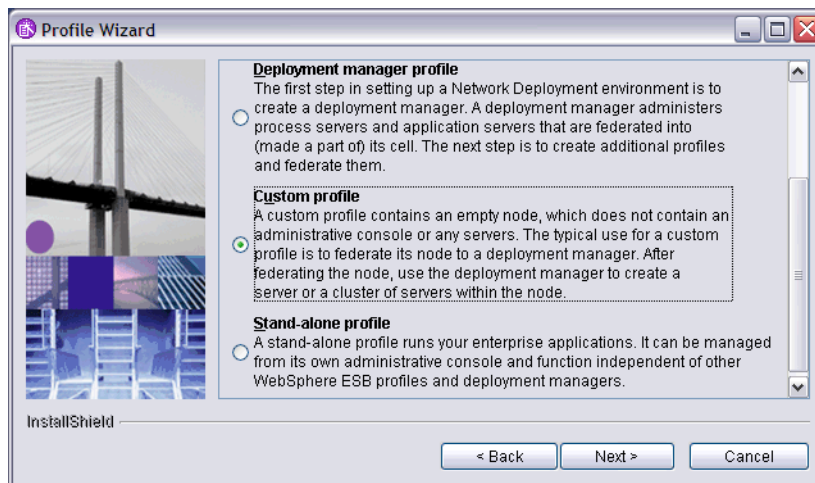 Profile Wizard
Deployment manager profile
The first step in setting up a Network Deployment environment is to
create a deployment manager. A deployment manager administers
process servers and application servers that are federated into
(made a part of) its cell. The next step is to create additional profiles
and federate them.
Custom profile
A custom profile contains an empty node, which does not contain an
administrative console or any servers. The typical use for a custom
profile is to federate its node to a deployment manager. After
federating the node, use the deployment manager to create a
server or a cluster of servers within the node.
Stand-alone profile
A stand-alone profile runs your enterprise applications. It can be managed
from its own administrative console and function independent of other
WebSphere ESB profiles and deployment managers.
InstallShield
< Back
Next >
Cancel